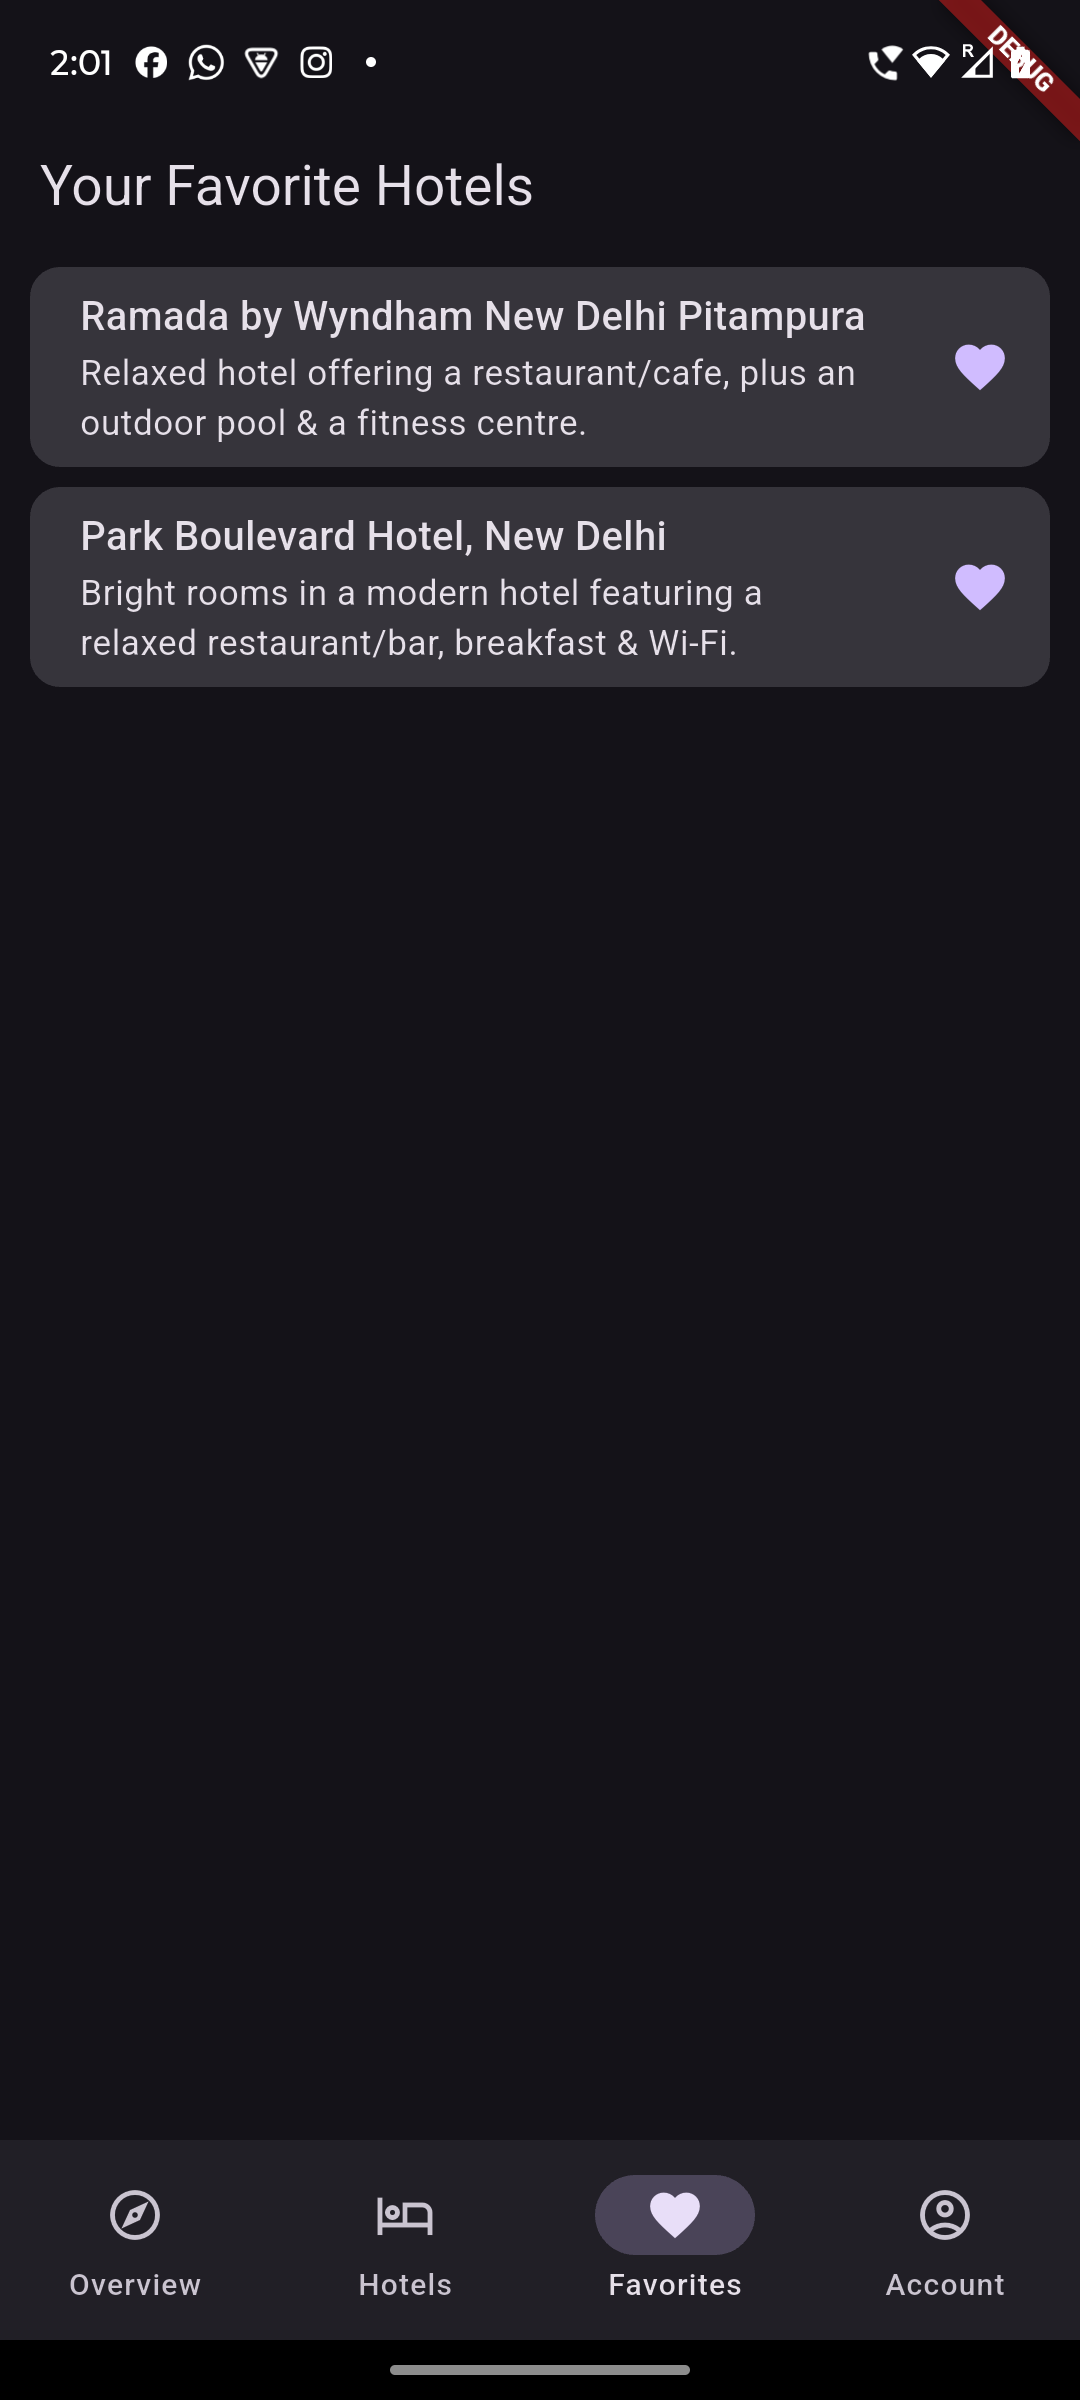 2:01
R
DEBUG
Your Favorite Hotels
Ramada by Wyndham New Delhi Pitampura
Relaxed hotel offering a restaurant/cafe, plus an
outdoor pool & a fitness centre.
Park Boulevard Hotel, New Delhi
Bright rooms in a modern hotel featuring a
relaxed restaurant/bar, breakfast & Wi-Fi.
Overview
Hotels
Favorites
Account